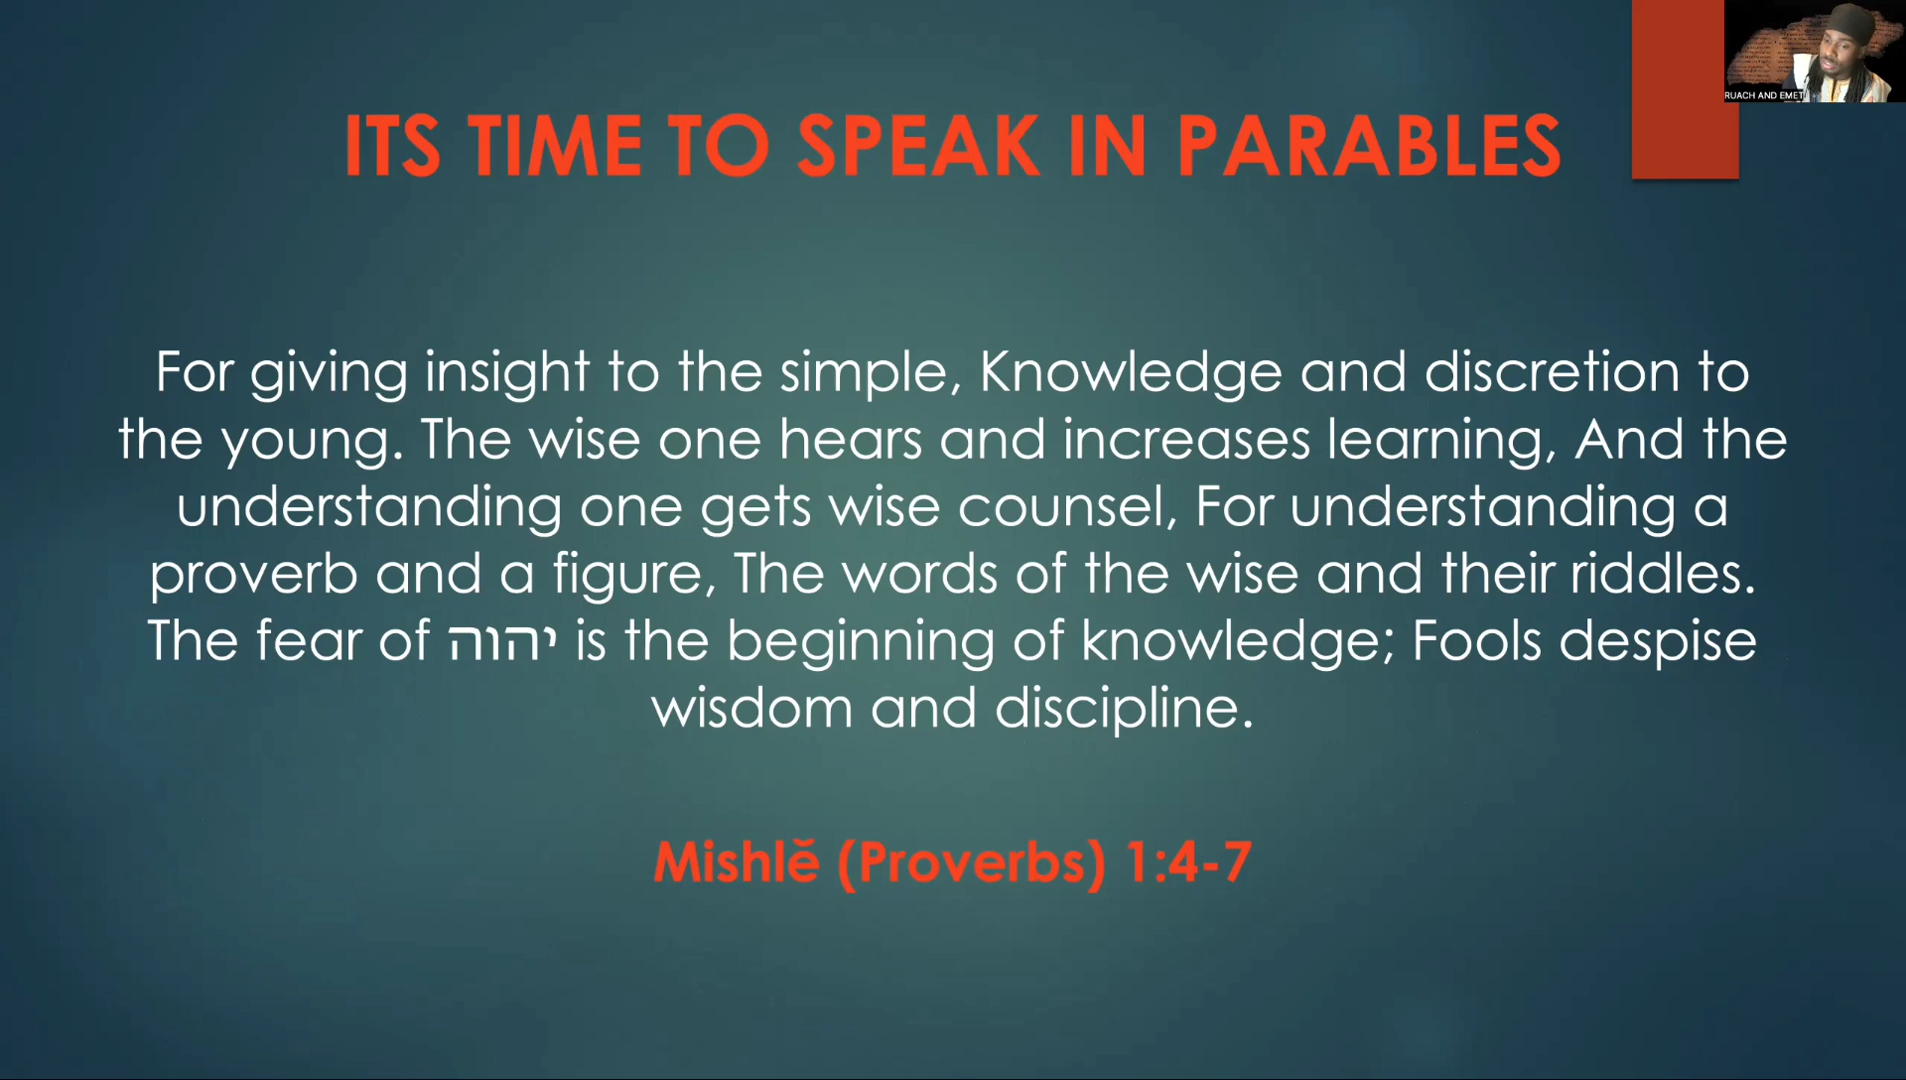 RUACH AND EMET
ITS TIME TO SPEAK IN PARABLES
For giving insight to the simple, Knowledge and discretion to
the young. The wise one hears and increases learning, And the
understanding one gets wise counsel, For understanding a
proverb and a figure, The words of the wise and their riddles.
The fear of יהוה is the beginning of knowledge; Fools despise
wisdom and discipline.
Mishlĕ (Proverbs) 1:4-7